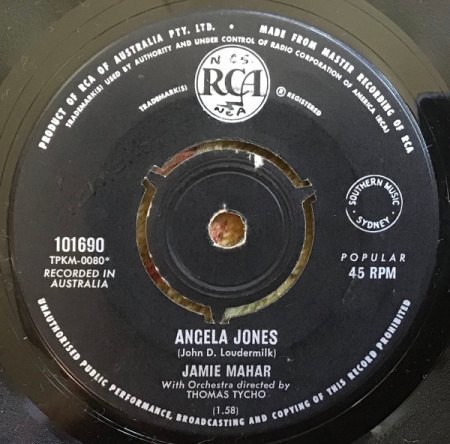 PRODUCT OF RCA OF AUSTRALIA PTY. LTD. • MADE FROM MASTER RECORDING OF RCA
TRADEMARK(S) USED BY AUTHORITY AND UNDER CONTROL OF RADIO CORPORATION OF AMERICA (RCA)
N CS
RCA
NCA
TRADEMARK(S) ® REGISTERED
SOUTHERN MUSIC
SYDNEY
101690
TPKM-0080*
RECORDED IN
AUSTRALIA
POPULAR
45 RPM
ANGELA JONES
(John D. Loudermilk)
JAMIE MAHAR
With Orchestra directed by
THOMAS TYCHO
(1.58)
UNAUTHORISED PUBLIC PERFORMANCE, BROADCASTING AND COPYING OF THIS RECORD PROHIBITED